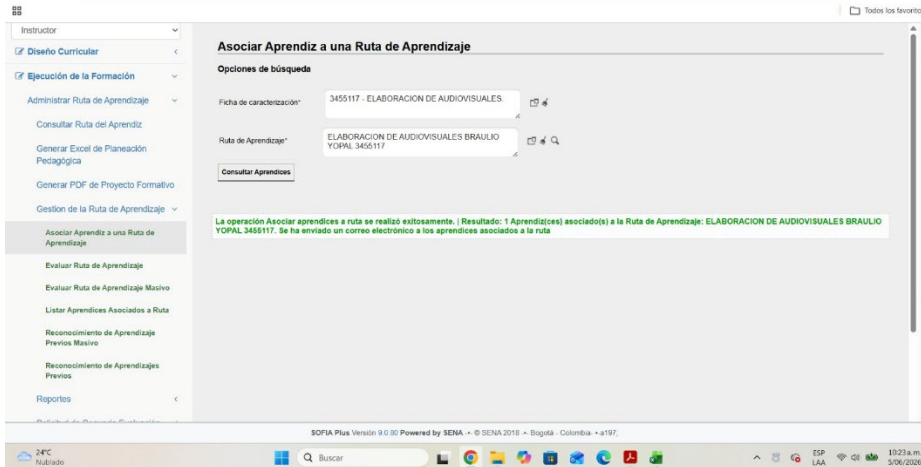 Todos los favorito
Instructor
Diseño Curricular
Ejecución de la Formación
Administrar Ruta de Aprendizaje
Consultar Ruta del Aprendiz
Generar Excel de Planeación
Pedagógica
Generar PDF de Proyecto Formativo
Gestion de la Ruta de Aprendizaje
Asociar Aprendiz a una Ruta de
Aprendizaje
Evaluar Ruta de Aprendizaje
Evaluar Ruta de Aprendizaje Masivo
Listar Aprendices Asociados a Ruta
Reconocimiento de Aprendizaje
Previos Masivo
Reconocimiento de Aprendizajes
Previos
Reportes
Asociar Aprendiz a una Ruta de Aprendizaje
Opciones de búsqueda
Ficha de caracterización*
3455117 - ELABORACION DE AUDIOVISUALES
Ruta de Aprendizaje*
ELABORACION DE AUDIOVISUALES BRAULIO
YOPAL 3455117
Consultar Aprendices
La operación Asociar aprendices a ruta se realizó exitosamente. | Resultado: 1 Aprendiz(ces) asociado(s) a la Ruta de Aprendizaje: ELABORACION DE AUDIOVISUALES BRAULIO
YOPAL 3455117. Se ha enviado un correo electrónico a los aprendices asociados a la ruta
SOFIA Plus Versión 9.0.80 Powered by SENA - © SENA 2018 - Bogotá - Colombia - a197;
24°C
Nublado
Buscar
ESP
LAA
10:23 a.m.
5/06/2026